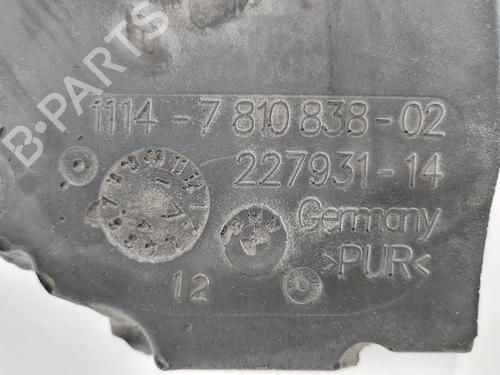 1114-7 810 838-02
227931-14
Germany
>PUR<
12
B-PARTS